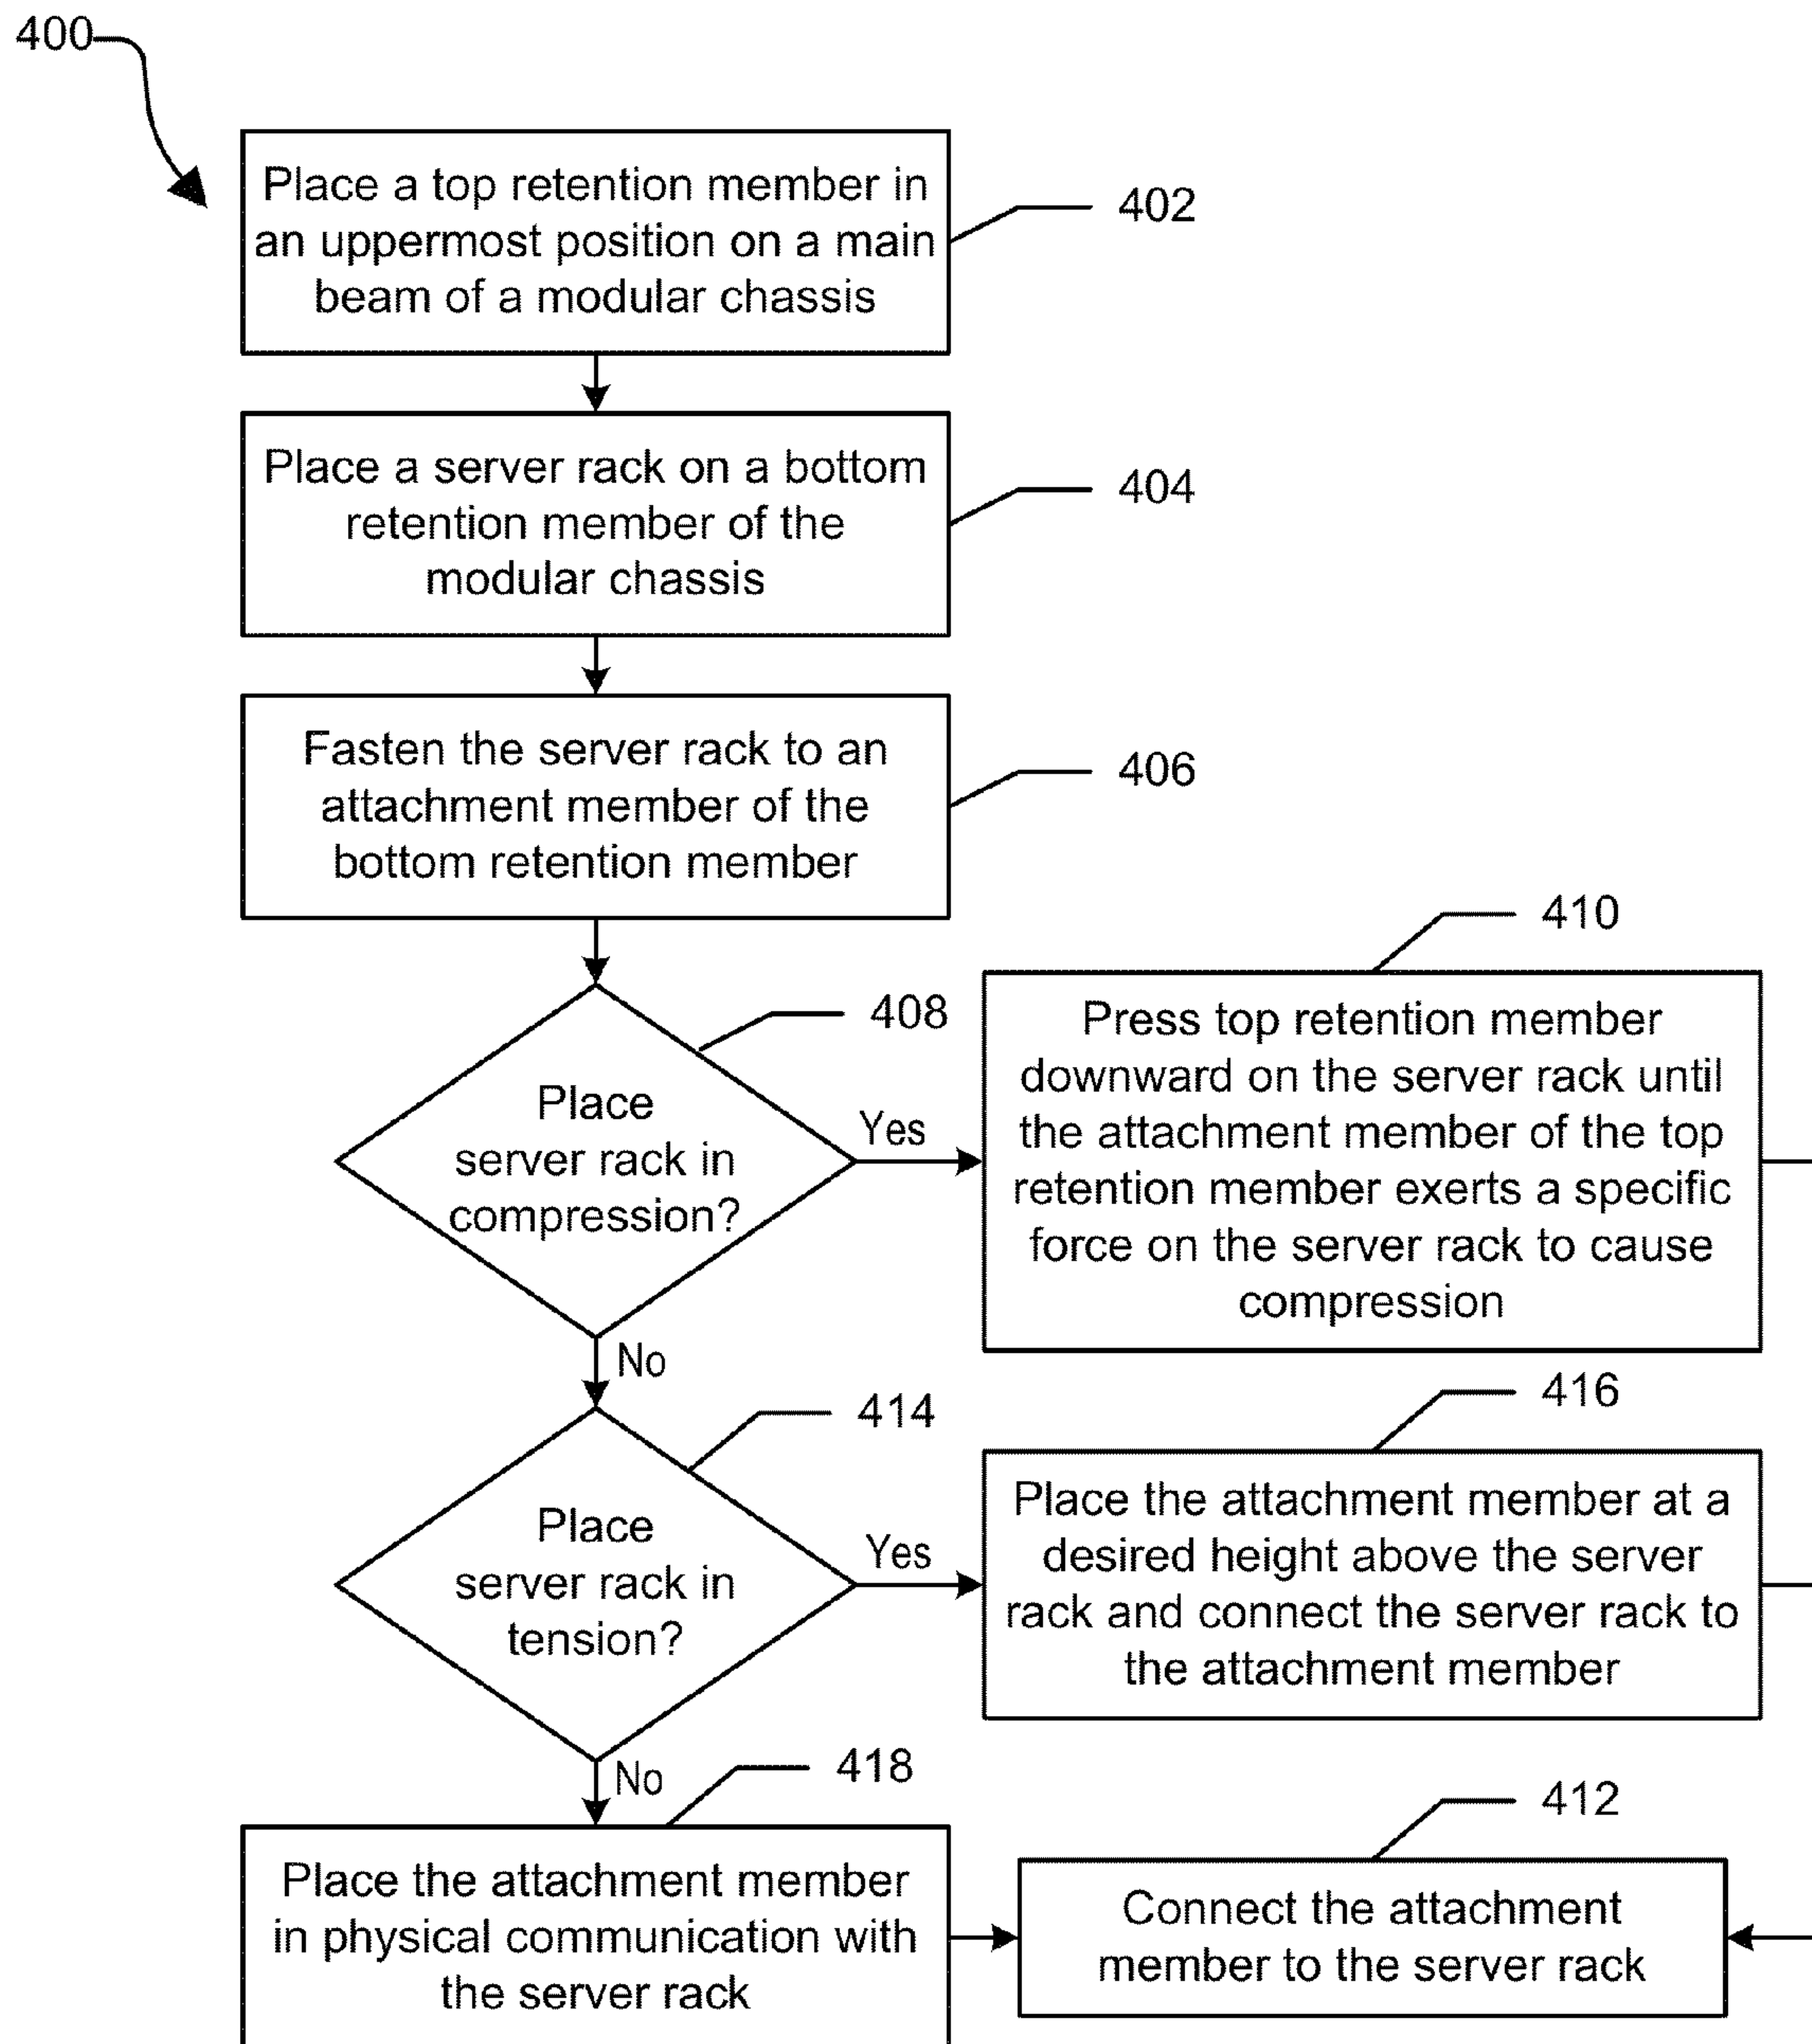 400
Place a top retention member in
an uppermost position on a main
beam of a modular chassis
402
Place a server rack on a bottom
retention member of the
modular chassis
404
Fasten the server rack to an
attachment member of the
bottom retention member
406
Place
server rack in
compression?
408
Yes
No
Press top retention member
downward on the server rack until
the attachment member of the top
retention member exerts a specific
force on the server rack to cause
compression
410
Place
server rack in
tension?
414
Yes
No
Place the attachment member at a
desired height above the server
rack and connect the server rack to
the attachment member
416
Place the attachment member
in physical communication with
the server rack
418
Connect the attachment
member to the server rack
412